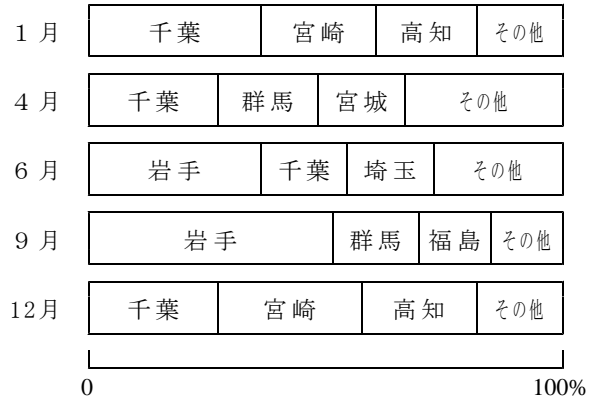 1月 千葉 宮崎 高知 その他
4月 千葉 群馬 宮城 その他
6月 岩手 千葉 埼玉 その他
9月 岩手 群馬 福島 その他
12月 千葉 宮崎 高知 その他
0 100%